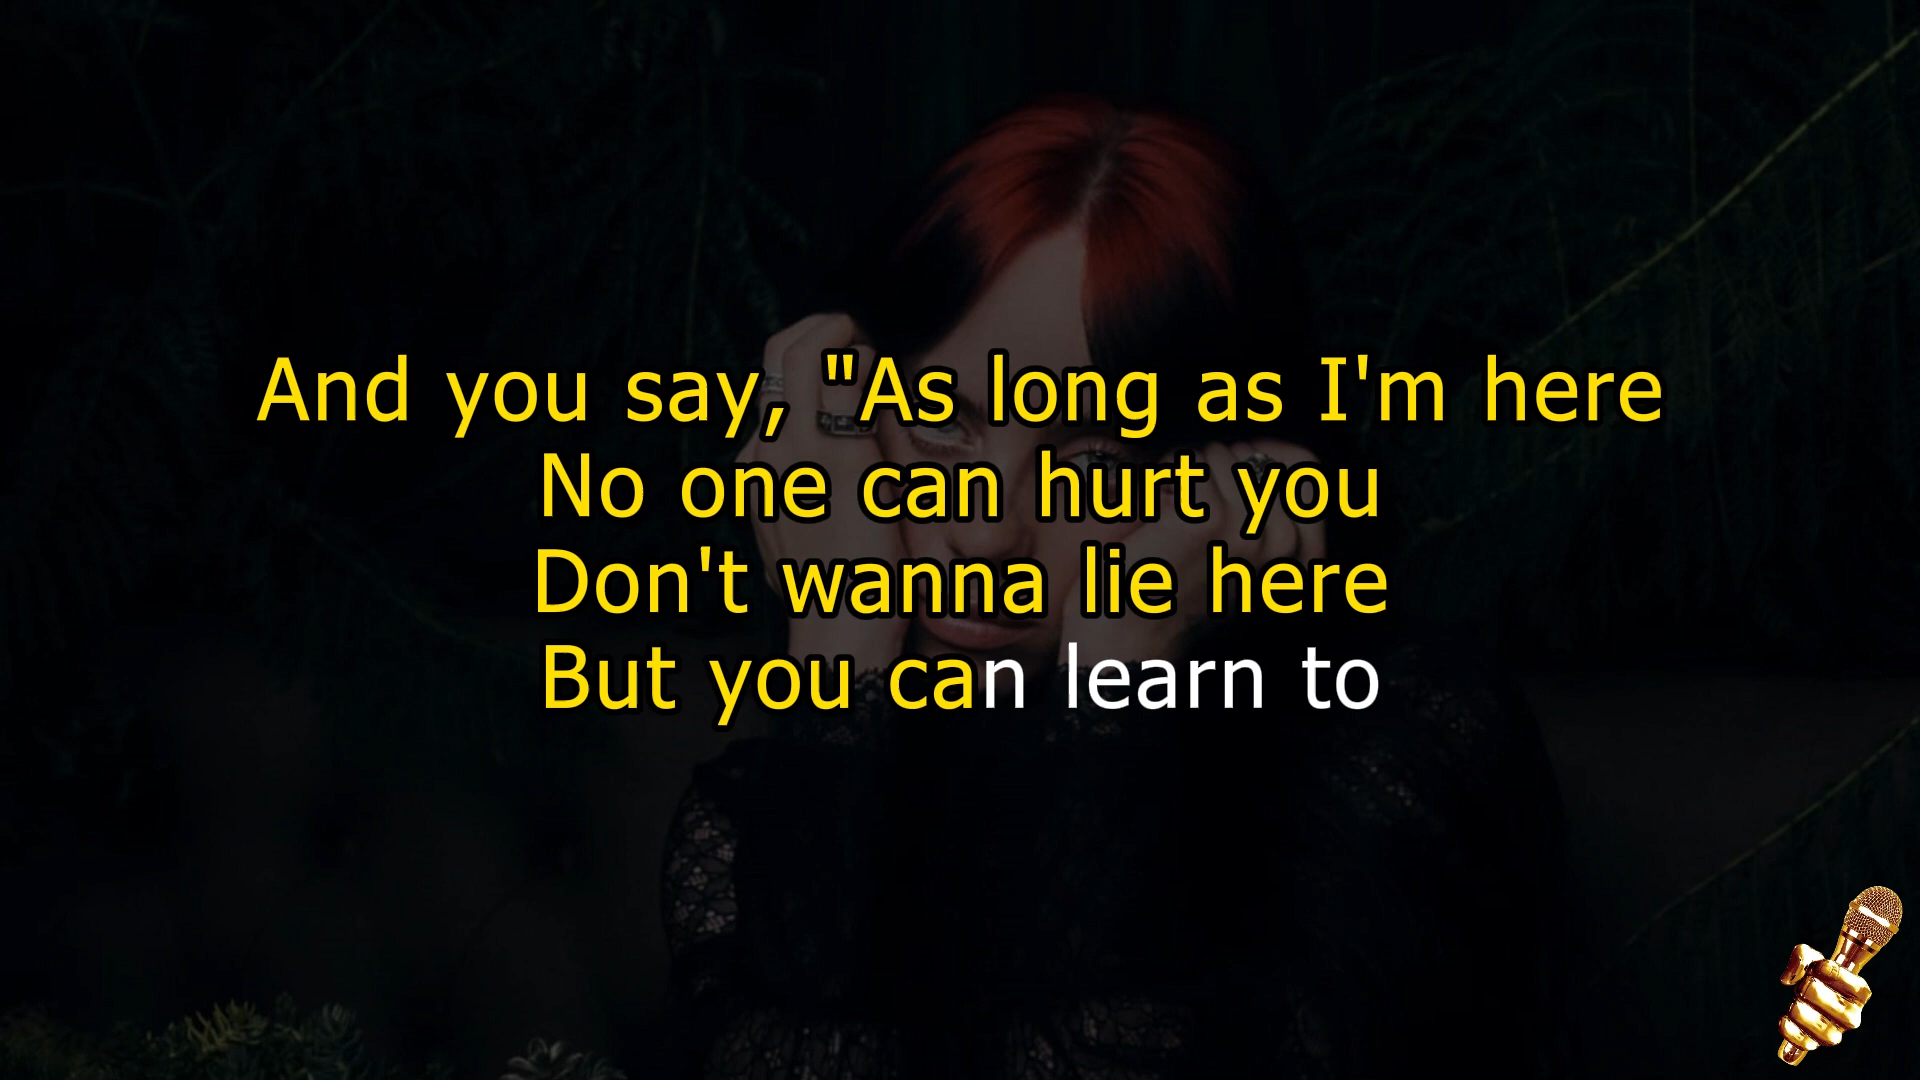 And you say, "As long as I'm here
No one can hurt you
Don't wanna lie here
But you can learn to